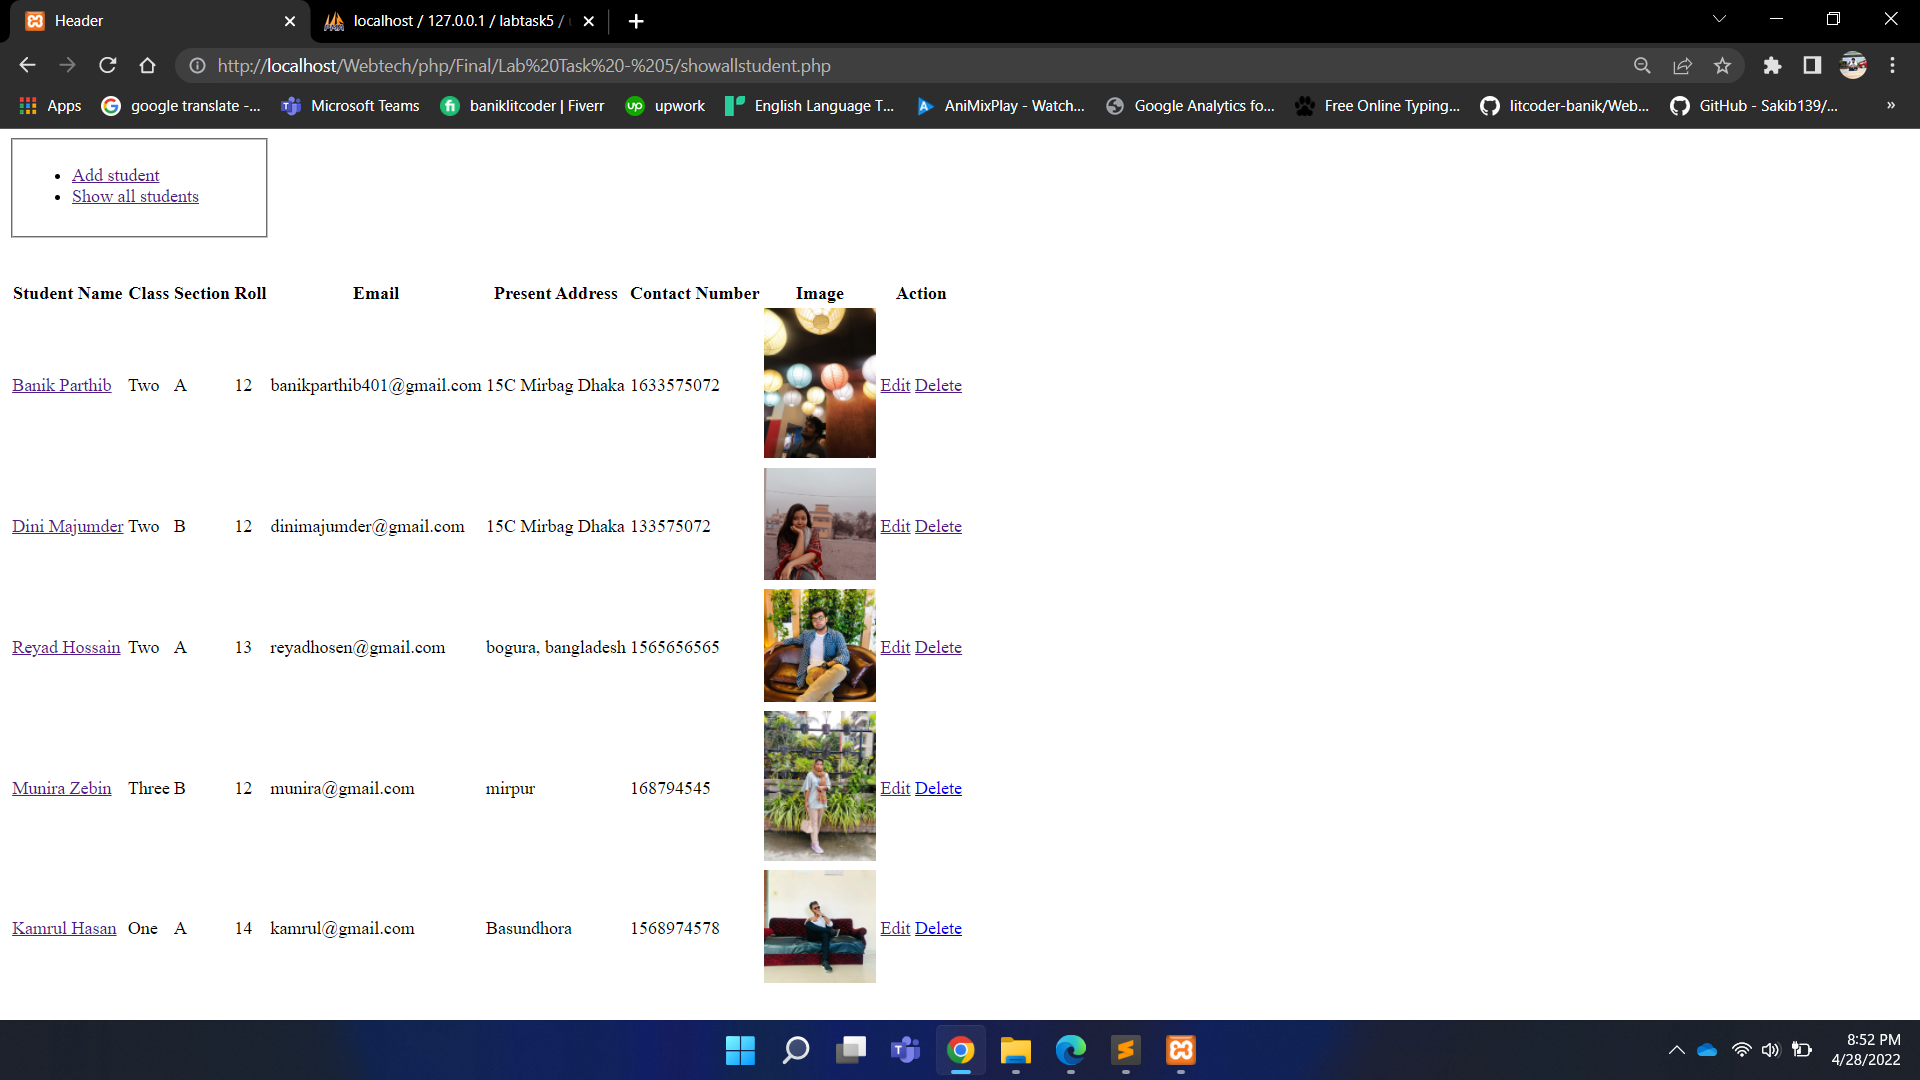 Header
localhost / 127.0.0.1 / labtask5 /
http://localhost/Webtech/php/Final/Lab%20Task%20-%205/showallstudent.php
Apps
google translate -...
Microsoft Teams
baniklitcoder | Fiverr
up upwork
English Language T...
AniMixPlay - Watch...
Google Analytics fo...
Free Online Typing...
litcoder-banik/Web...
GitHub - Sakib139/...
»
• Add student
• Show all students
Student Name Class Section Roll Email Present Address Contact Number Image Action
Banik Parthib Two A 12 banikparthib401@gmail.com 15C Mirbag Dhaka 1633575072 Edit Delete
Dini Majumder Two B 12 dinimajumder@gmail.com 15C Mirbag Dhaka 133575072 Edit Delete
Reyad Hossain Two A 13 reyadhosen@gmail.com bogura, bangladesh 1565656565 Edit Delete
Munira Zebin Three B 12 munira@gmail.com mirpur 168794545 Edit Delete
Kamrul Hasan One A 14 kamrul@gmail.com Basundhora 1568974578 Edit Delete
8:52 PM
4/28/2022